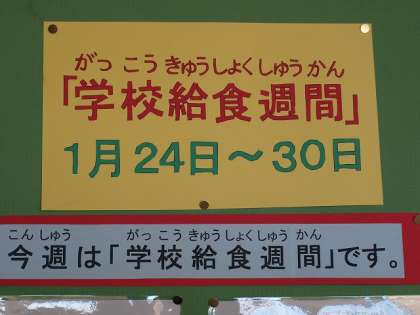 がっこうきゅうしょくしゅうかん
「学校給食週間」
1月24日～30日
こんしゅう がっこうきゅうしょくしゅうかん
今週は「学校給食週間」です。